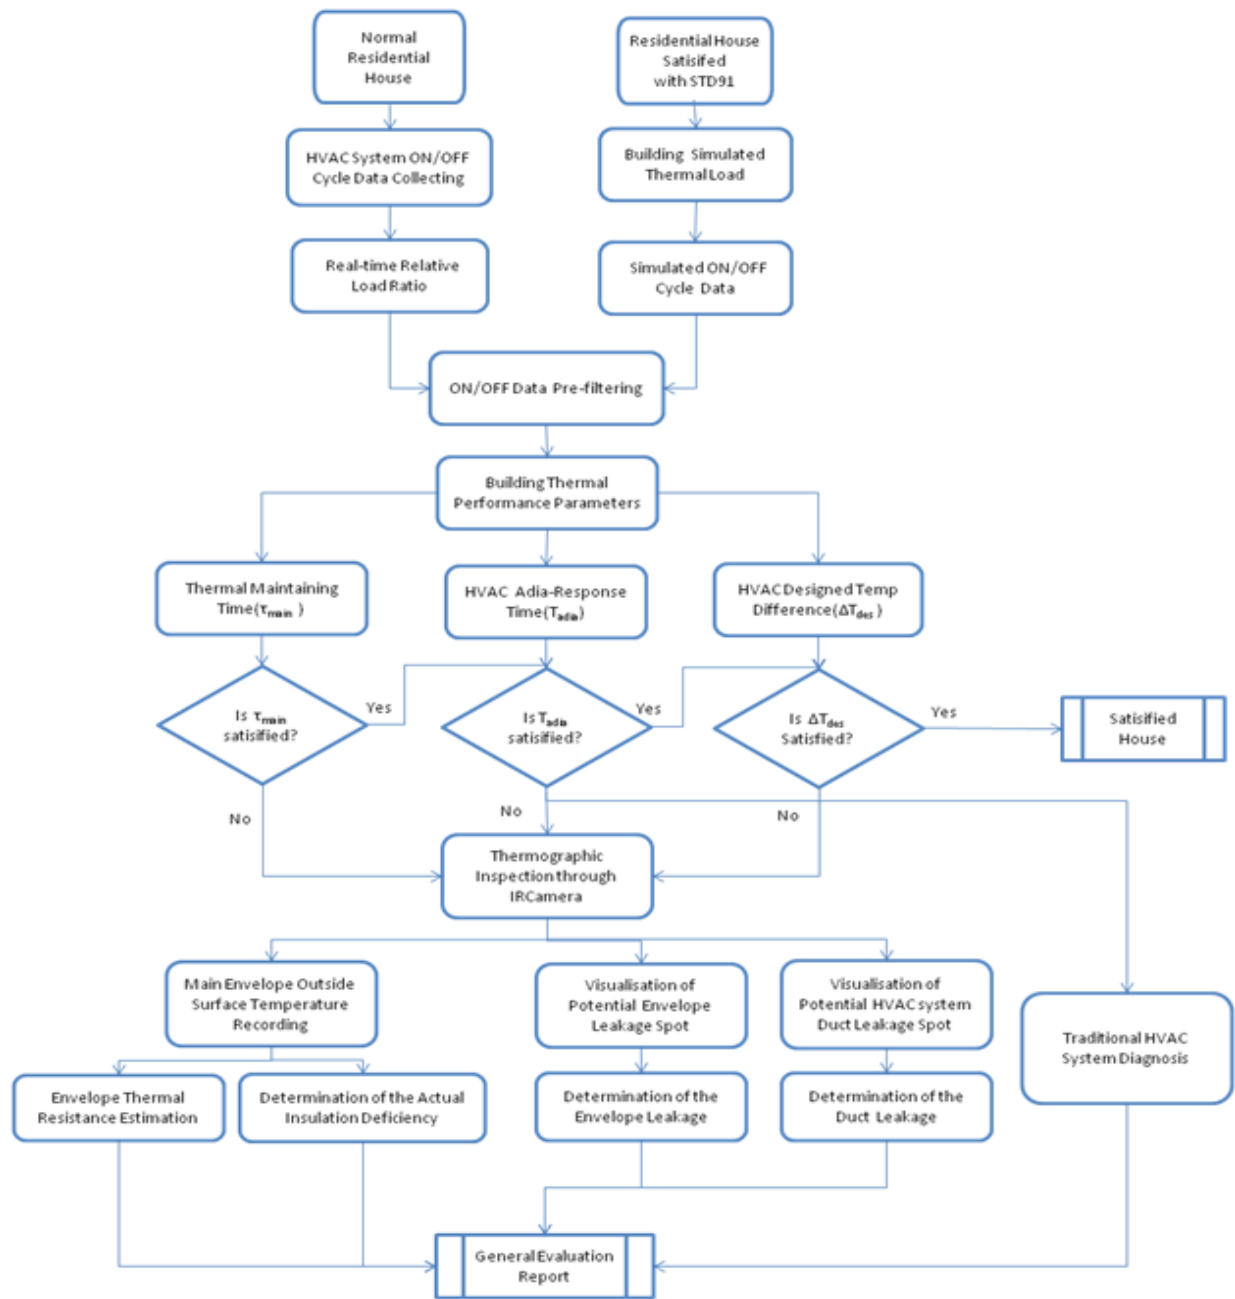 Normal
Residential
House
Residential House
Satisifed
with STD91
HVAC System ON/OFF
Cycle Data Collecting
Building Simulated
Thermal Load
Real-time Relative
Load Ratio
Simulated ON/OFF
Cycle Data
ON/OFF Data Pre-filtering
Building Thermal
Performance Parameters
Thermal Maintaining
Time(τmain )
HVAC Adia-Response
Time(Tadia)
HVAC Designed Temp
Difference(ΔTdes )
Is τmain
satisified?
Yes
Is Tadia
satisified?
Yes
Is ΔTdes
Satisfied?
Yes
Satisified
House
No
No
No
Thermographic
Inspection through
IRCamera
Main Envelope Outside
Surface Temperature
Recording
Visualisation of
Potential Envelope
Leakage Spot
Visualisation of
Potential HVAC system
Duct Leakage Spot
Traditional HVAC
System Diagnosis
Envelope Thermal
Resistance Estimation
Determination of the Actual
Insulation Deficiency
Determination of the
Envelope Leakage
Determination of the
Duct Leakage
General Evaluation
Report